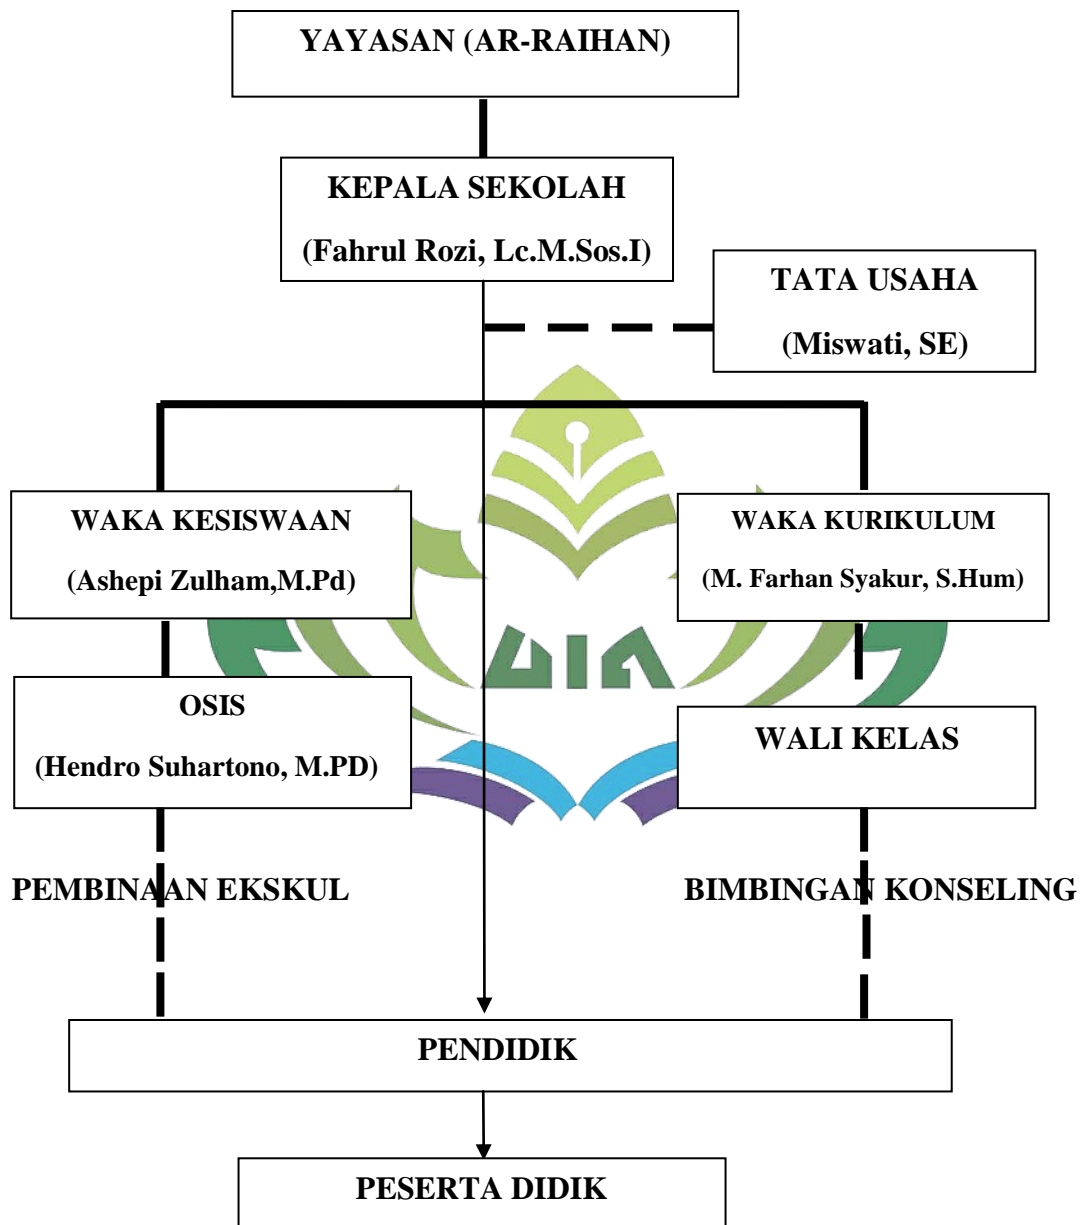 YAYASAN (AR-RAIHAN)
KEPALA SEKOLAH
(Fahrul Rozi, Lc.M.Sos.I)
TATA USAHA
(Miswati, SE)
WAKA KESISWAAN
(Ashepi Zulham,M.Pd)
WAKA KURIKULUM
(M. Farhan Syakur, S.Hum)
OSIS
(Hendro Suhartono, M.PD)
WALI KELAS
UIN
PEMBINAAN EKSKUL
BIMBINGAN KONSELING
PENDIDIK
PESERTA DIDIK